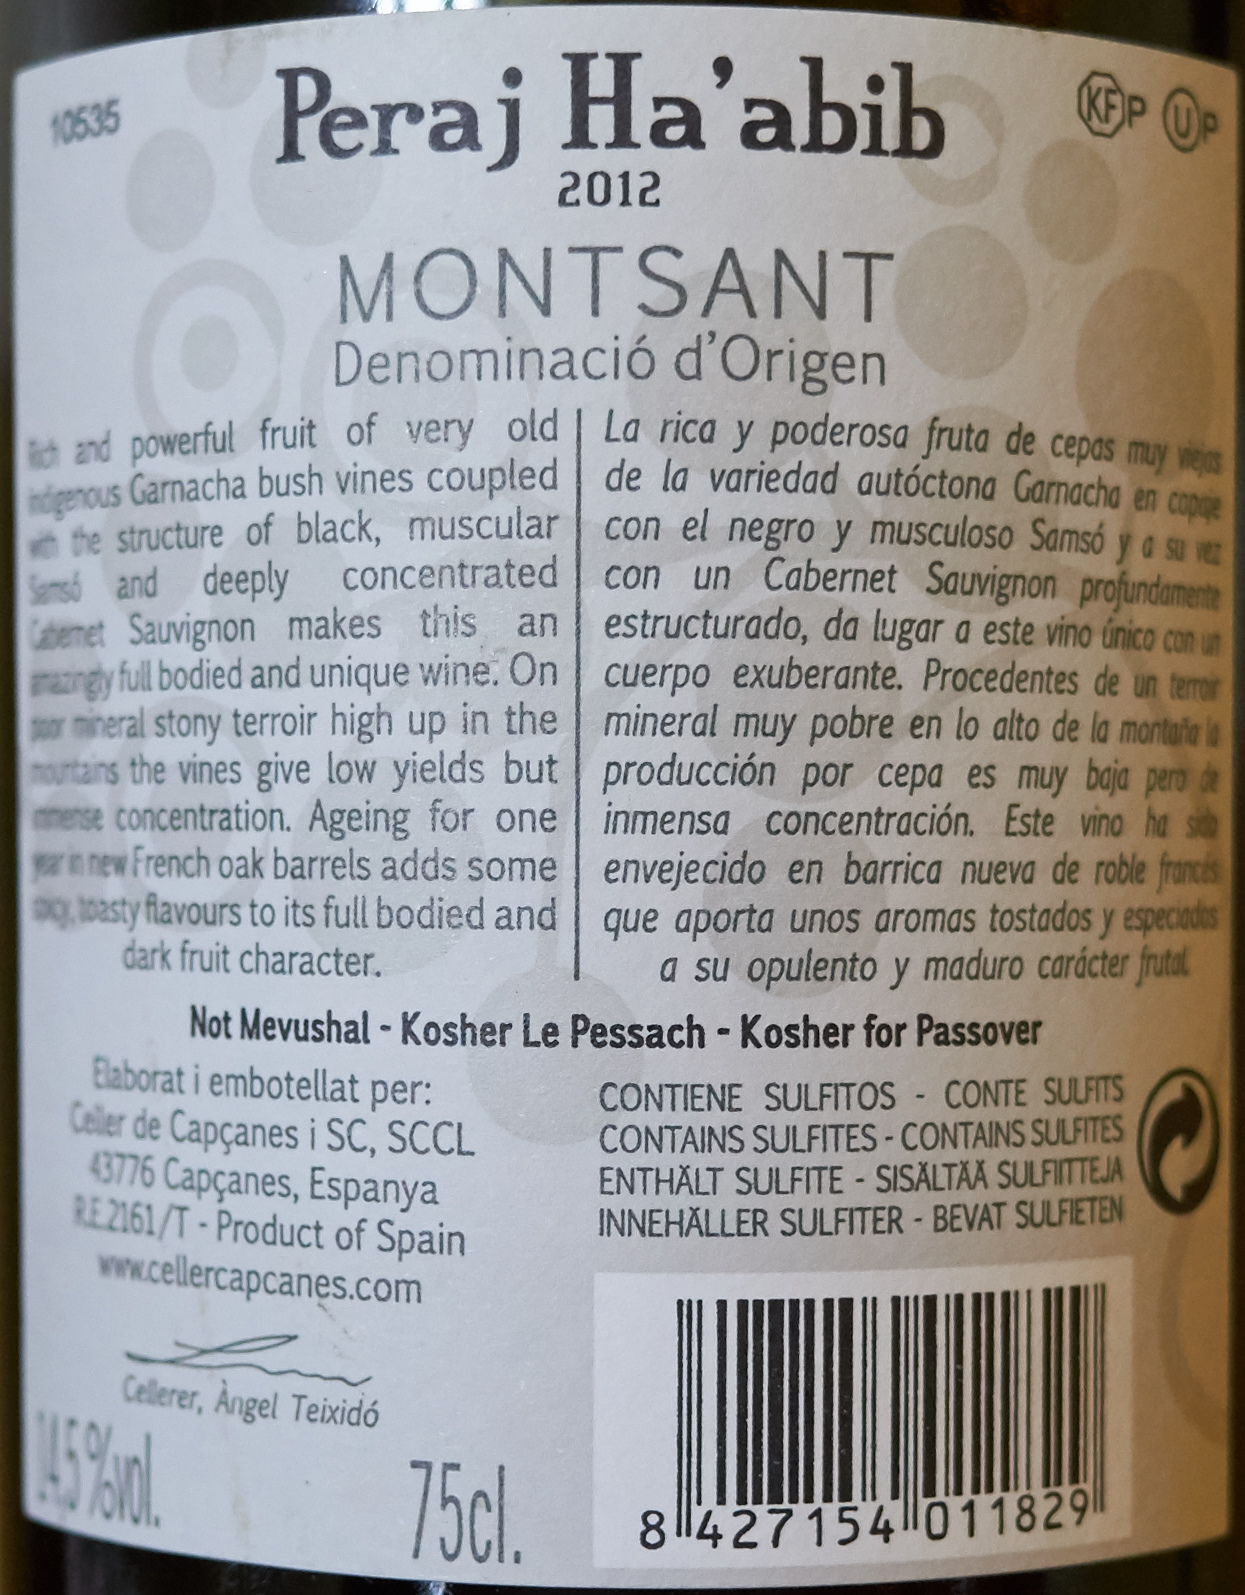 10535
Peraj Ha'abib
KF P U P
2012
MONTSANT
Denominació d'Origen
Rich and powerful fruit of very old
indigenous Garnacha bush vines coupled
with the structure of black, muscular
Samsó and deeply concentrated
Cabernet Sauvignon makes this an
amazingly full bodied and unique wine. On
poor mineral stony terroir high up in the
mountains the vines give low yields but
immense concentration. Ageing for one
year in new French oak barrels adds some
spicy, toasty flavours to its full bodied and
dark fruit character.
La rica y poderosa fruta de cepas muy viejas
de la variedad autóctona Garnacha en copaje
con el negro y musculoso Samsó y a su vez
con un Cabernet Sauvignon profundamente
estructurado, da lugar a este vino único con un
cuerpo exuberante. Procedentes de un terroir
mineral muy pobre en lo alto de la montaña la
producción por cepa es muy baja pero de
inmensa concentración. Este vino ha sido
envejecido en barrica nueva de roble francés
que aporta unos aromas tostados y especiados
a su opulento y maduro carácter frutal.
Not Mevushal - Kosher Le Pessach - Kosher for Passover
Elaborat i embotellat per:
Celler de Capçanes i SC, SCCL
43776 Capçanes, Espanya
R.E.2161/T - Product of Spain
www.cellercapcanes.com
Cellerer, Àngel Teixidó
14,5%vol.
75cl.
CONTIENE SULFITOS - CONTE SULFITS
CONTAINS SULFITES - CONTAINS SULFITES
ENTHÄLT SULFITE - SISÄLTÄÄ SULFIITTEJA
INNEHÄLLER SULFITER - BEVAT SULFIETEN
8 427154 011829